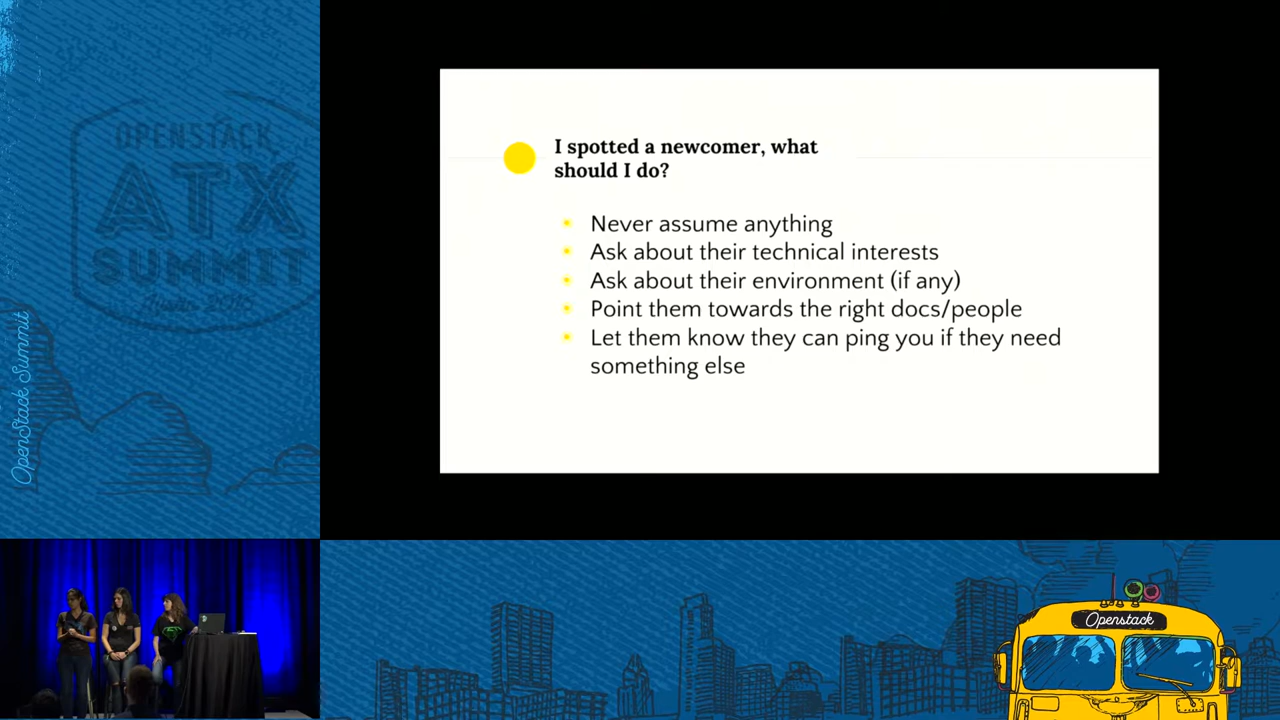 OPENSTACK
ATX
SUMMIT
OpenStack Summit
I spotted a newcomer, what
should I do?
Never assume anything
Ask about their technical interests
Ask about their environment (if any)
Point them towards the right docs/people
Let them know they can ping you if they need
something else
Openstack